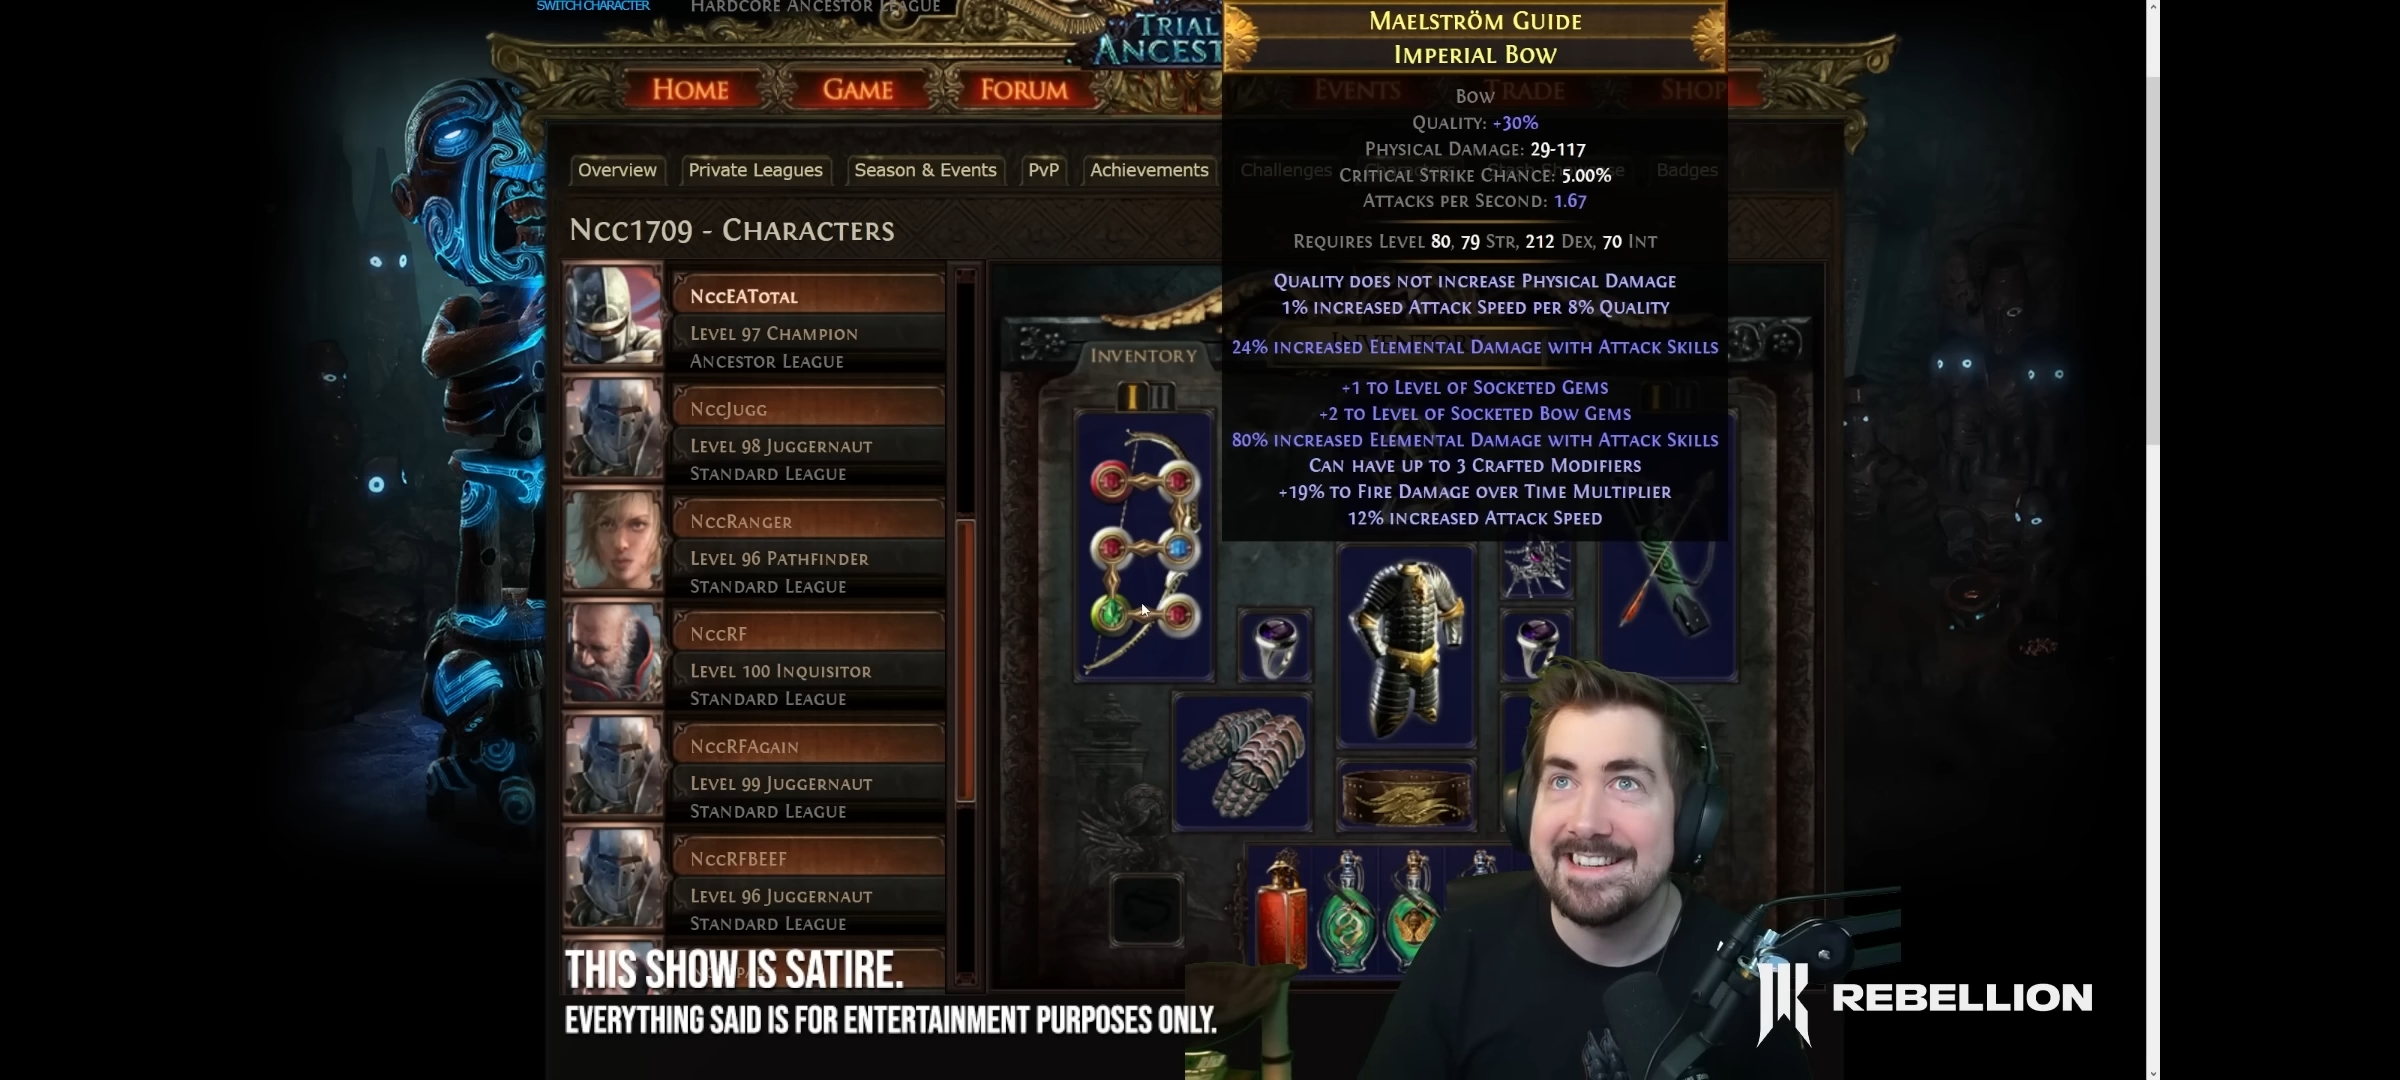 SWITCH CHARACTER
HARDCORE ANCESTOR LEAGUE
TRIAL
ANCEST
HOME
GAME
FORUM
EVENTS
TRADE
SHOP
Overview
Private Leagues
Season & Events
PvP
Achievements
Challenges
Badges
NCC1709 - CHARACTERS
NCCEATOTAL
LEVEL 97 CHAMPION
ANCESTOR LEAGUE
NCCJUGG
LEVEL 98 JUGGERNAUT
STANDARD LEAGUE
NCCRANGER
LEVEL 96 PATHFINDER
STANDARD LEAGUE
NCCRF
LEVEL 100 INQUISITOR
STANDARD LEAGUE
NCCRFAGAIN
LEVEL 99 JUGGERNAUT
STANDARD LEAGUE
NCCRFBEEF
LEVEL 96 JUGGERNAUT
STANDARD LEAGUE
INVENTORY
I II
MAELSTRÖM GUIDE
IMPERIAL BOW
BOW
QUALITY: +30%
PHYSICAL DAMAGE: 29-117
CRITICAL STRIKE CHANCE: 5.00%
ATTACKS PER SECOND: 1.67
REQUIRES LEVEL 80, 79 STR, 212 DEX, 70 INT
QUALITY DOES NOT INCREASE PHYSICAL DAMAGE
1% INCREASED ATTACK SPEED PER 8% QUALITY
24% INCREASED ELEMENTAL DAMAGE WITH ATTACK SKILLS
+1 TO LEVEL OF SOCKETED GEMS
+2 TO LEVEL OF SOCKETED BOW GEMS
80% INCREASED ELEMENTAL DAMAGE WITH ATTACK SKILLS
CAN HAVE UP TO 3 CRAFTED MODIFIERS
+19% TO FIRE DAMAGE OVER TIME MULTIPLIER
12% INCREASED ATTACK SPEED
THIS SHOW IS SATIRE.
EVERYTHING SAID IS FOR ENTERTAINMENT PURPOSES ONLY.
REBELLION